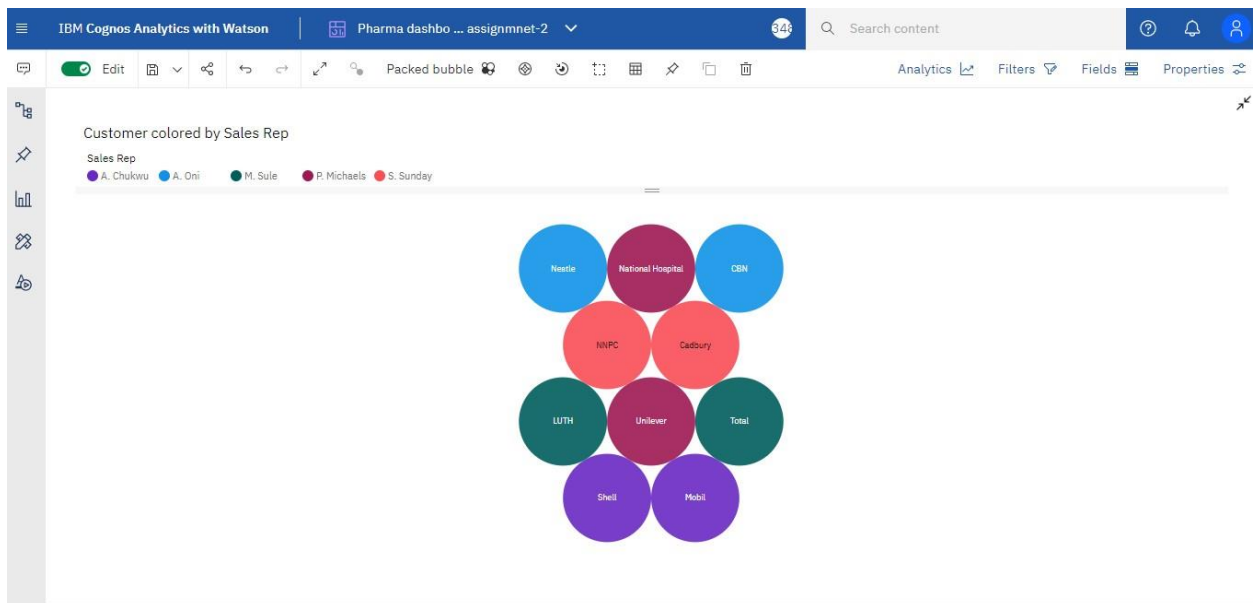 IBM Cognos Analytics with Watson
Pharma dashbo ... assignmnet-2
Search content
Edit
Packed bubble
Analytics
Filters
Fields
Properties
Customer colored by Sales Rep
Sales Rep
A. Chukwu A. Oni M. Sule P. Michaels S. Sunday
Nestle National Hospital CBN
NNPC Cadbury
LUTH Unilever Total
Shell Mobil